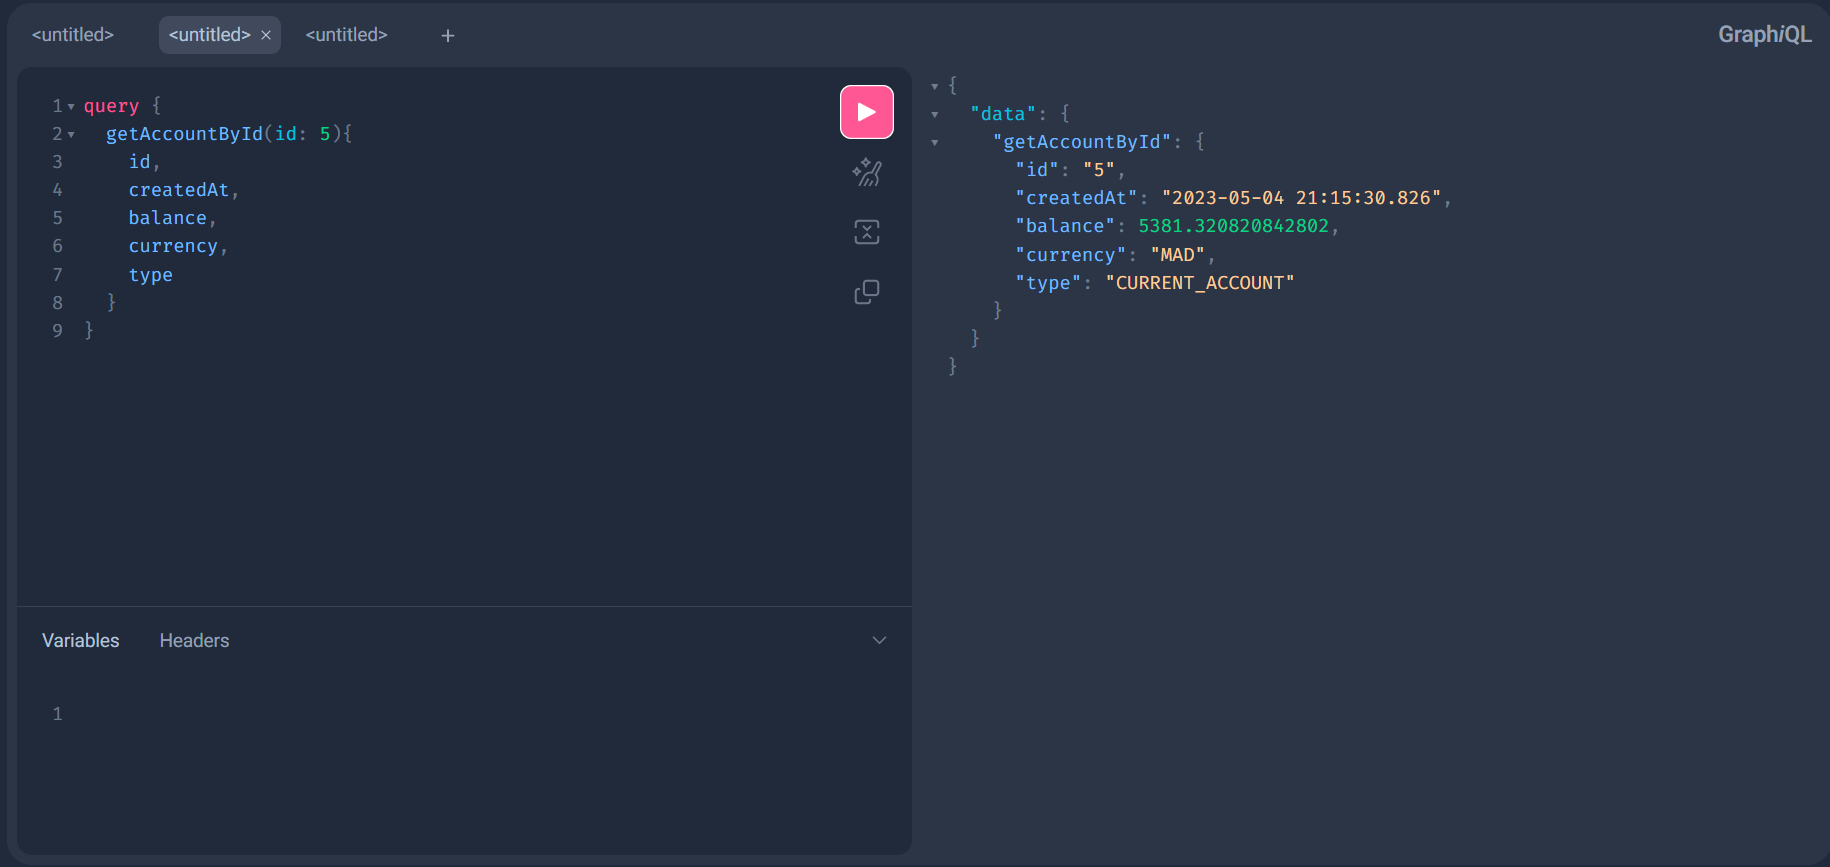 <untitled> <untitled> × <untitled> +
GraphiQL
1 query {
2 getAccountById(id: 5){
3 id,
4 createdAt,
5 balance,
6 currency,
7 type
8 }
9 }
{
"data": {
"getAccountById": {
"id": "5",
"createdAt": "2023-05-04 21:15:30.826",
"balance": 5381.320820842802,
"currency": "MAD",
"type": "CURRENT_ACCOUNT"
}
}
}
Variables Headers
1